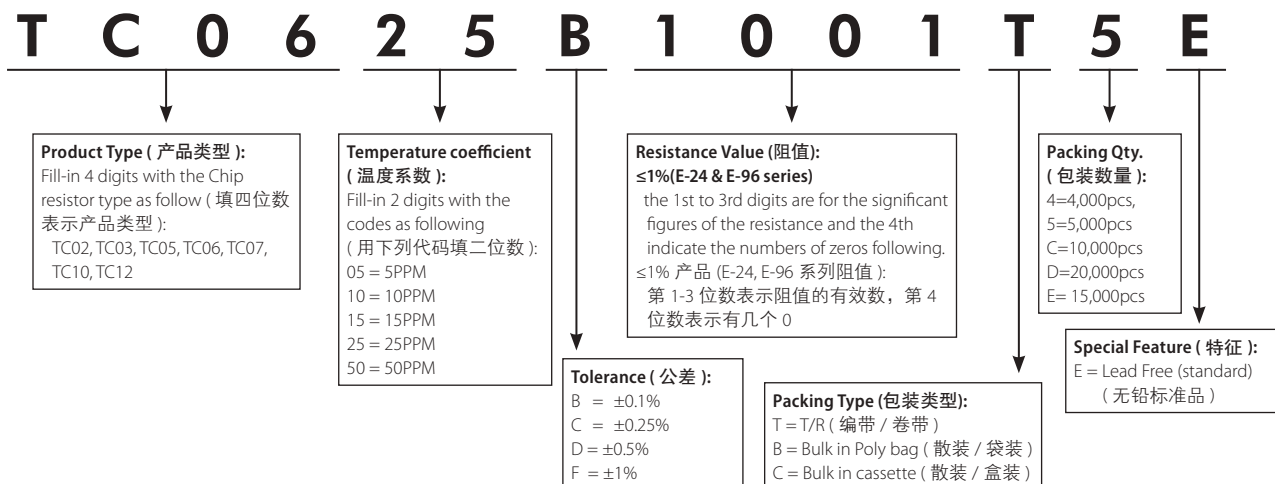 T C 0 6 2 5 B 1 0 0 1 T 5 E
Product Type ( 产品类型 ):
Fill-in 4 digits with the Chip
resistor type as follow ( 填四位数
表示产品类型 ):
TC02, TC03, TC05, TC06, TC07,
TC10, TC12
Temperature coefficient
( 温度系数 ):
Fill-in 2 digits with the
codes as following
( 用下列代码填二位数 ):
05 = 5PPM
10 = 10PPM
15 = 15PPM
25 = 25PPM
50 = 50PPM
Tolerance ( 公差 ):
B = ±0.1%
C = ±0.25%
D = ±0.5%
F = ±1%
Resistance Value (阻值):
≤1%(E-24 & E-96 series)
the 1st to 3rd digits are for the significant
figures of the resistance and the 4th
indicate the numbers of zeros following.
≤1% 产品 (E-24, E-96 系列阻值 ):
第 1-3 位数表示阻值的有效数，第 4
位数表示有几个 0
Packing Type (包装类型):
T = T/R ( 编带 / 卷带 )
B = Bulk in Poly bag ( 散装 / 袋装 )
C = Bulk in cassette ( 散装 / 盒装 )
Packing Qty.
( 包装数量 ):
4=4,000pcs,
5=5,000pcs
C=10,000pcs
D=20,000pcs
E= 15,000pcs
Special Feature ( 特征 ):
E = Lead Free (standard)
( 无铅标准品 )